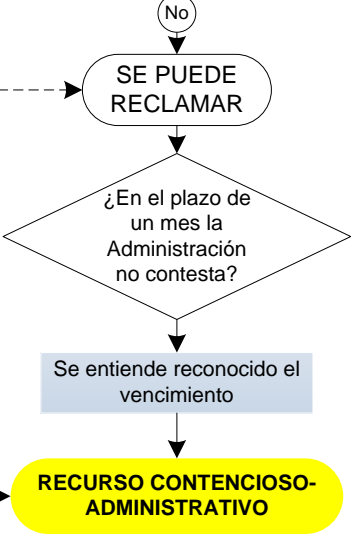 No
SE PUEDE
RECLAMAR
¿En el plazo de
un mes la
Administración
no contesta?
Se entiende reconocido el
vencimiento
RECURSO CONTENCIOSO-
ADMINISTRATIVO